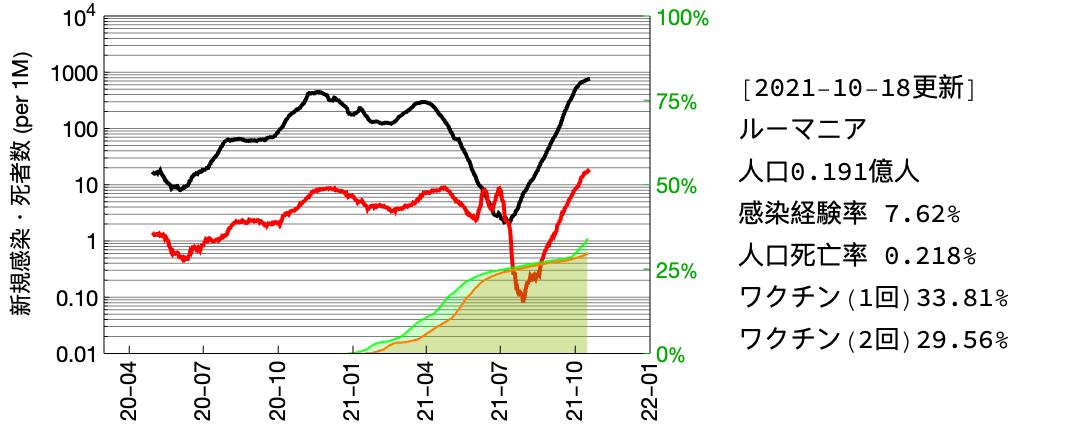 10^4
1000
100
10
1
0.10
0.01
新規感染・死者数 (per 1M)
100%
75%
50%
25%
0%
20-04
20-07
20-10
21-01
21-04
21-07
21-10
22-01
[2021-10-18更新]
ルーマニア
人口0.191億人
感染経験率 7.62%
人口死亡率 0.218%
ワクチン(1回)33.81%
ワクチン(2回)29.56%